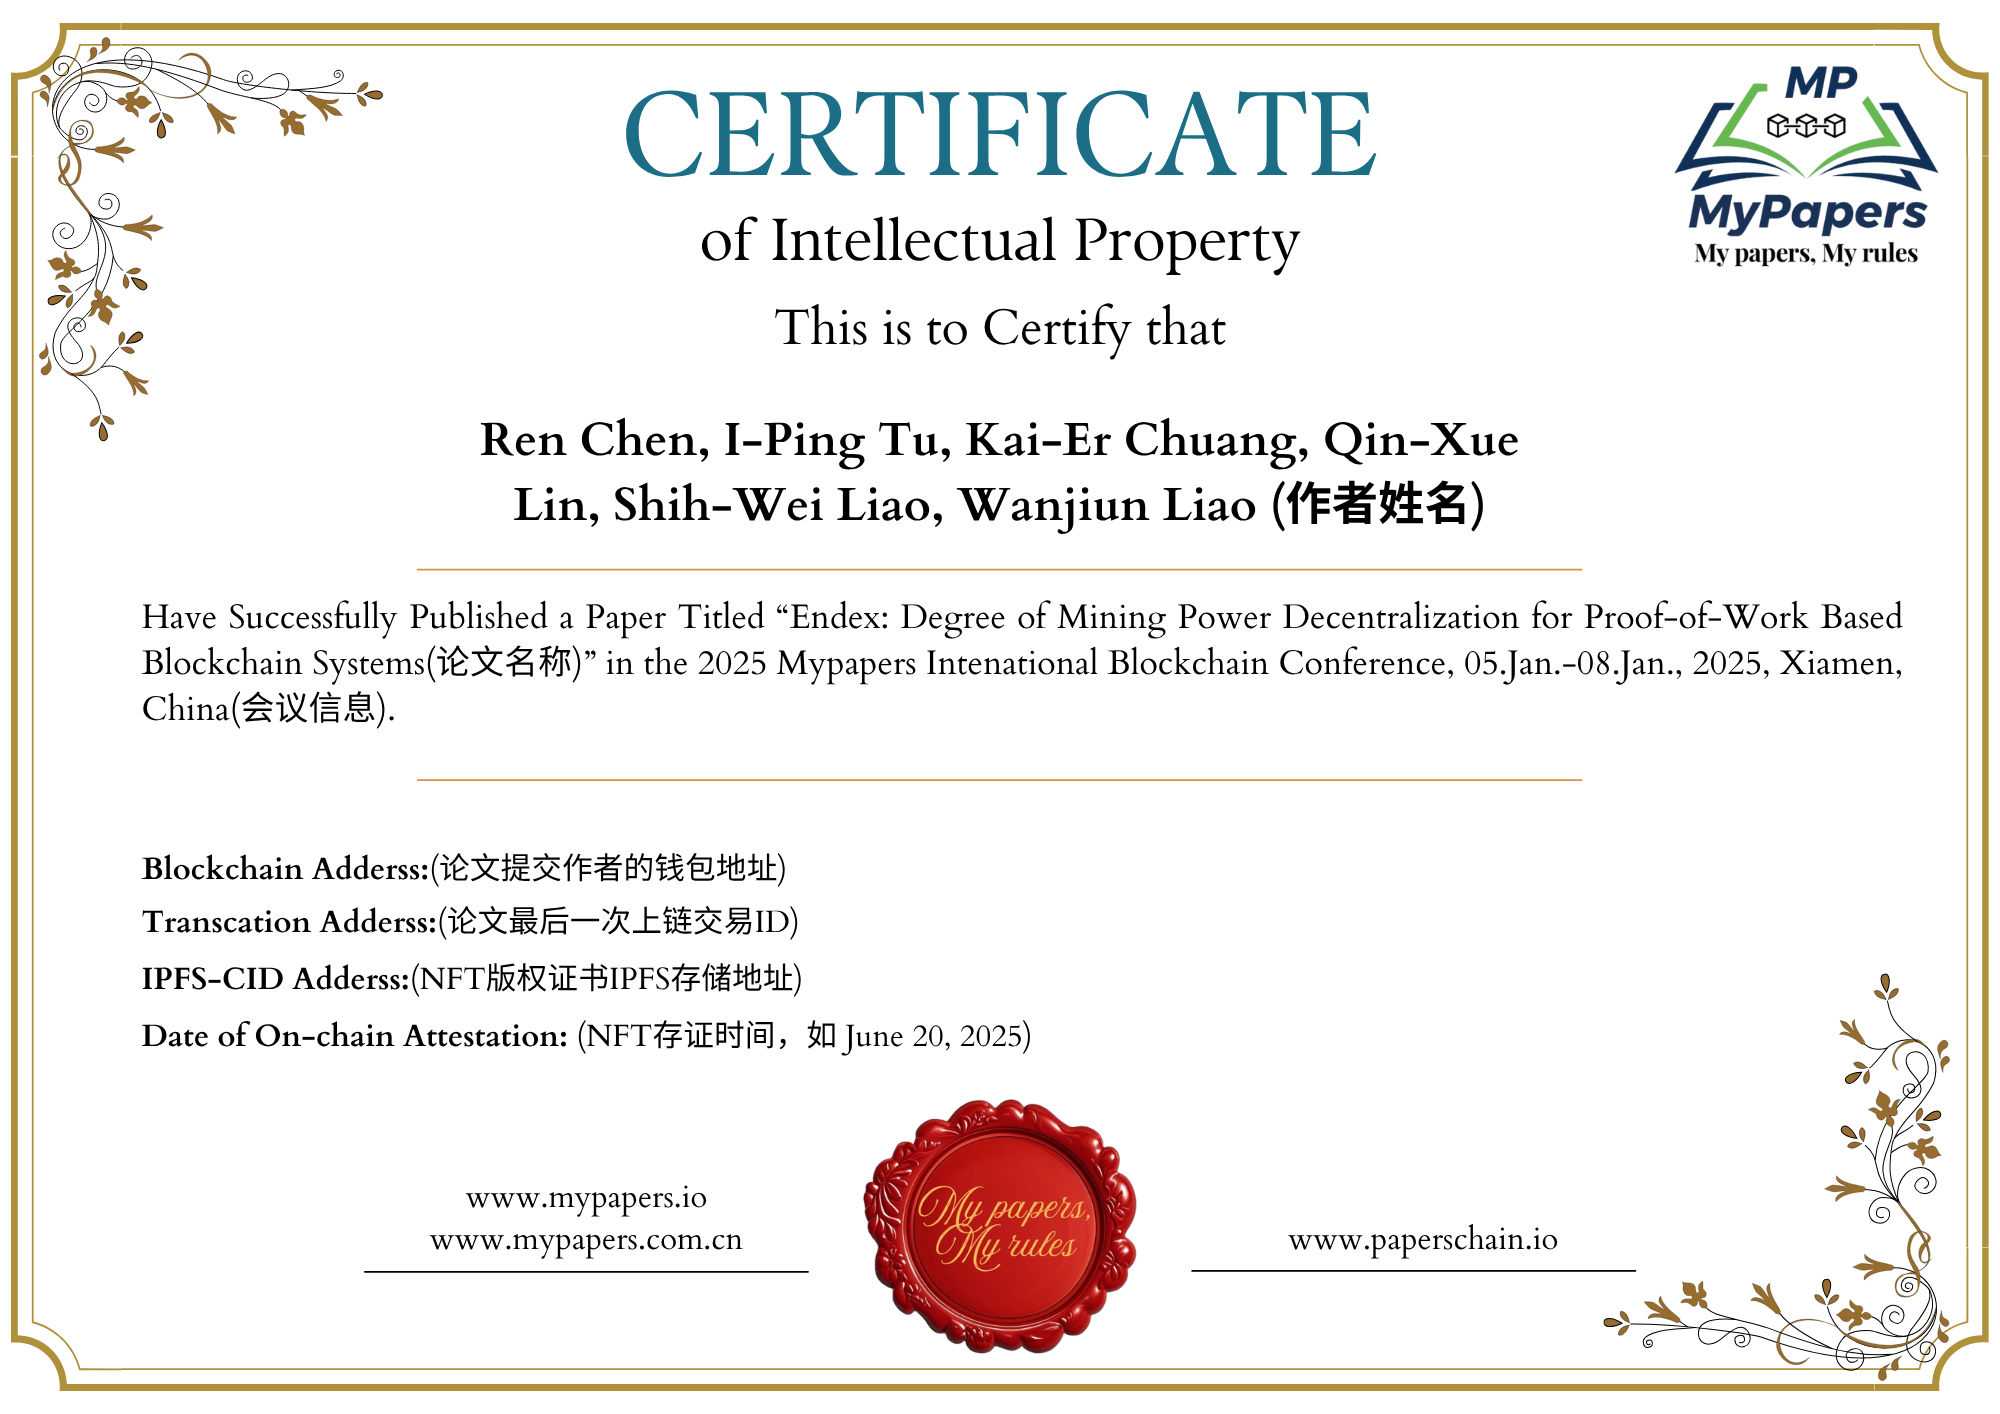 CERTIFICATE
of Intellectual Property
This is to Certify that
MP
MyPapers
My papers, My rules
Ren Chen, I-Ping Tu, Kai-Er Chuang, Qin-Xue
Lin, Shih-Wei Liao, Wanjiun Liao (作者姓名)
Have Successfully Published a Paper Titled “Endex: Degree of Mining Power Decentralization for Proof-of-Work Based
Blockchain Systems(论文名称)” in the 2025 Mypapers Intenational Blockchain Conference, 05.Jan.-08.Jan., 2025, Xiamen,
China(会议信息).
Blockchain Adderss:(论文提交作者的钱包地址)
Transcation Adderss:(论文最后一次上链交易ID)
IPFS-CID Adderss:(NFT版权证书IPFS存储地址)
Date of On-chain Attestation: (NFT存证时间，如 June 20, 2025)
www.mypapers.io
www.mypapers.com.cn
My papers,
My rules
www.paperschain.io